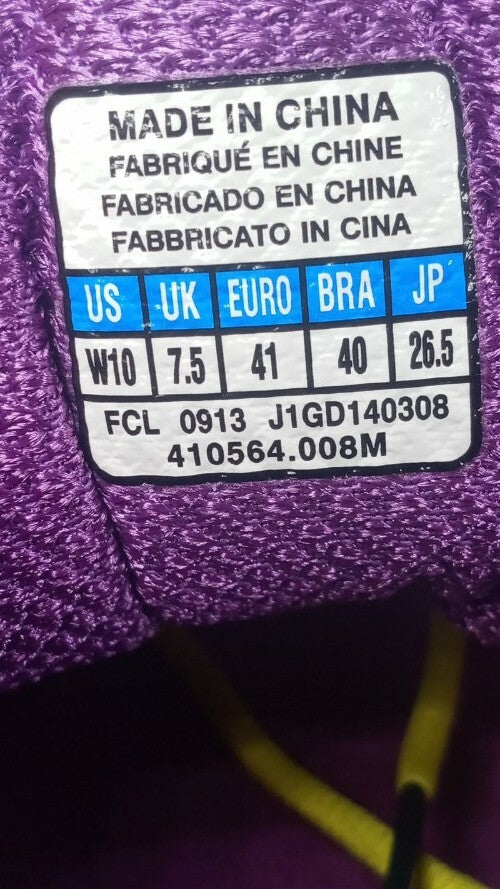 MADE IN CHINA
FABRIQUÉ EN CHINE
FABRICADO EN CHINA
FABBRICATO IN CINA
US UK EURO BRA JP
W10 7.5 41 40 26.5
FCL 0913 J1GD140308
410564.008M